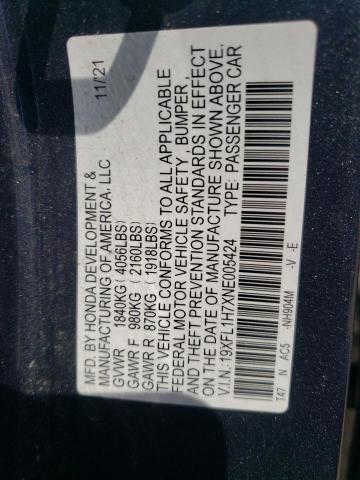 MFD. BY HONDA DEVELOPMENT & 11/21
MANUFACTURING OF AMERICA. LLC
GVWR 1840KG (4056LBS)
GAWR F 980KG (2160LBS)
GAWR R 870KG (1918LBS)
THIS VEHICLE CONFORMS TO ALL APPLICABLE
FEDERAL MOTOR VEHICLE SAFETY, BUMPER,
AND THEFT PREVENTION STANDARDS IN EFFECT
ON THE DATE OF MANUFACTURE SHOWN ABOVE.
V.I.N.: 19XFL1H7XNE005424 TYPE: PASSENGER CAR
T47 N AC5 -NH904M -V -E